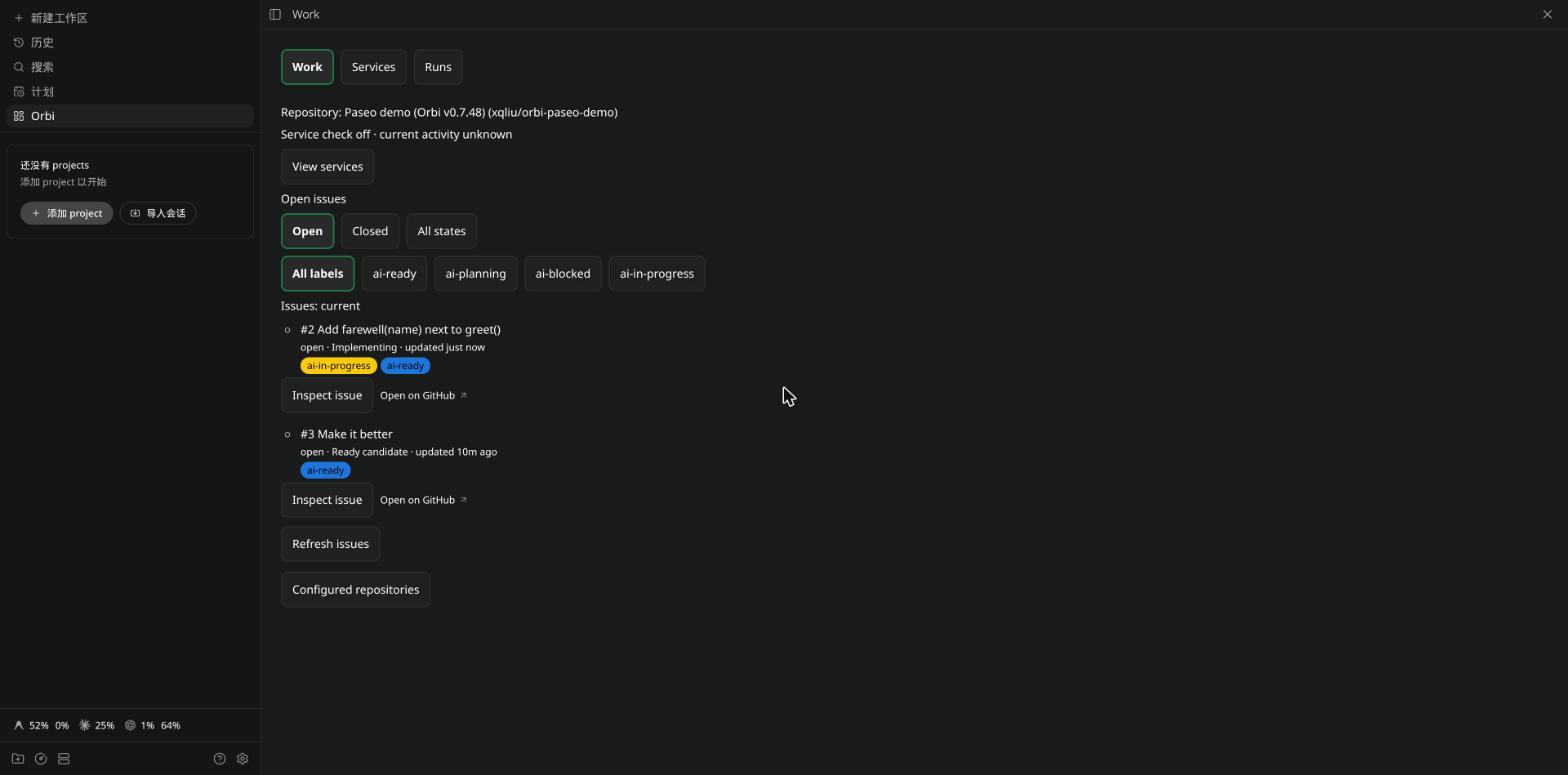 新建工作区
历史
搜索
计划
Orbi
还没有 projects
添加 project 以开始
添加 project 导入会话
52% 0% 25% 1% 64%
Work
Work Services Runs
Repository: Paseo demo (Orbi v0.7.48) (xqliu/orbi-paseo-demo)
Service check off · current activity unknown
View services
Open issues
Open Closed All states
All labels ai-ready ai-planning ai-blocked ai-in-progress
Issues: current
#2 Add farewell(name) next to greet()
open · Implementing · updated just now
ai-in-progress ai-ready
Inspect issue Open on GitHub ↗
#3 Make it better
open · Ready candidate · updated 10m ago
ai-ready
Inspect issue Open on GitHub ↗
Refresh issues
Configured repositories